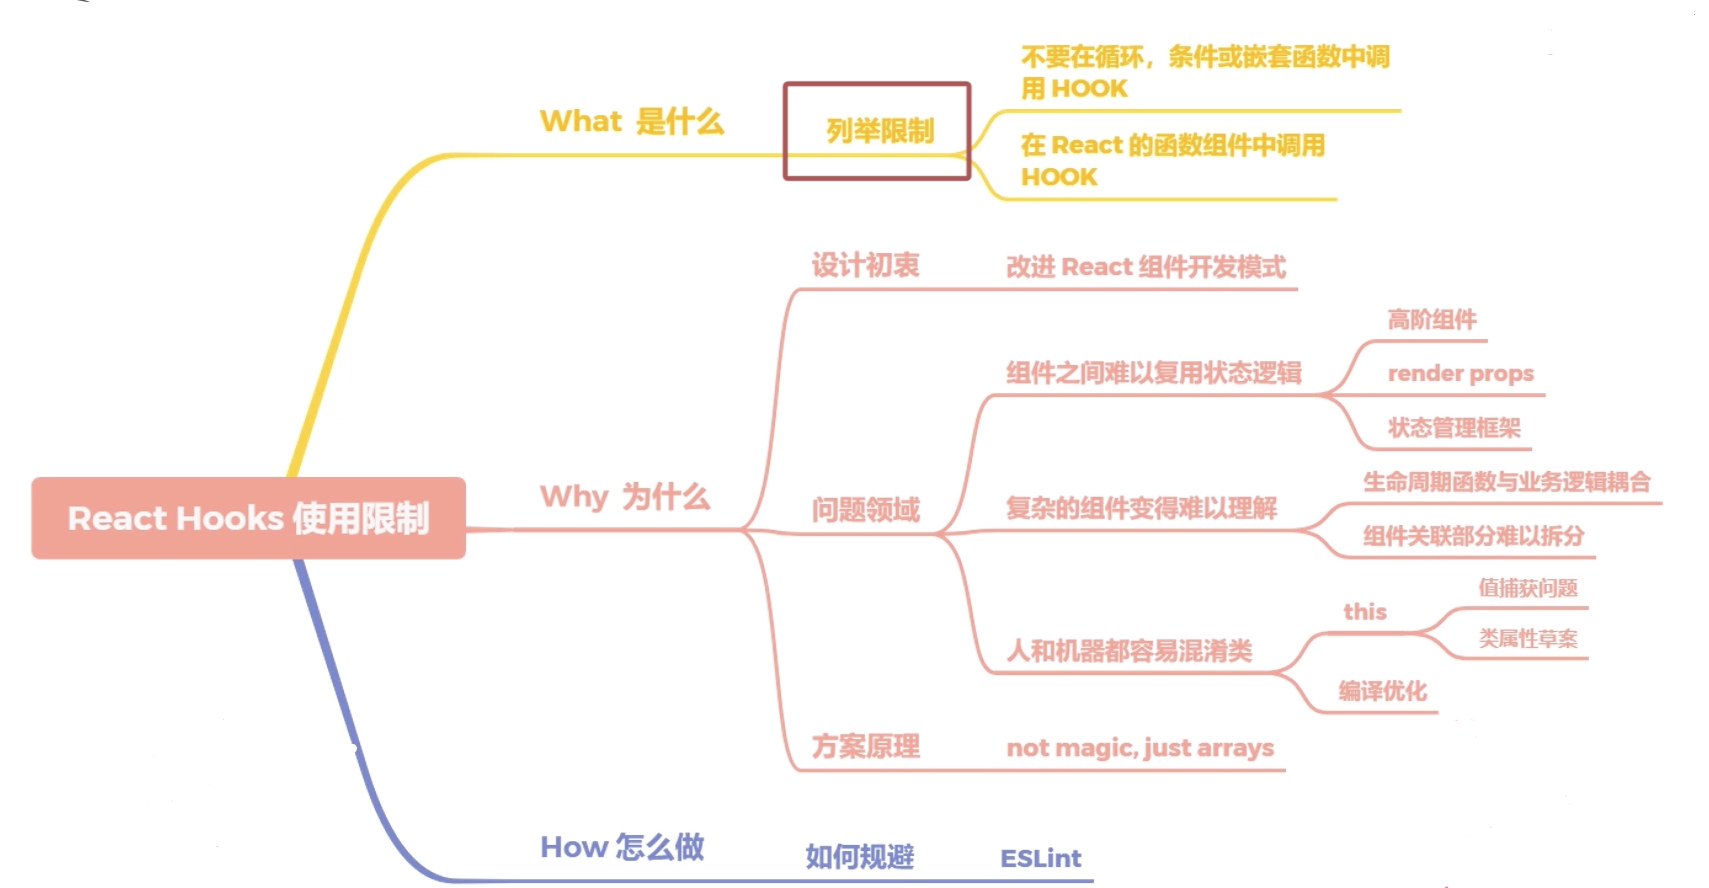 不要在循环，条件或嵌套函数中调
用 HOOK
What 是什么
列举限制
在 React 的函数组件中调用
HOOK
设计初衷
改进 React 组件开发模式
高阶组件
组件之间难以复用状态逻辑
render props
状态管理框架
React Hooks 使用限制
Why 为什么
问题领域
复杂的组件变得难以理解
生命周期函数与业务逻辑耦合
组件关联部分难以拆分
人和机器都容易混淆类
this
值捕获问题
类属性草案
编译优化
方案原理
not magic, just arrays
How 怎么做
如何规避
ESLint